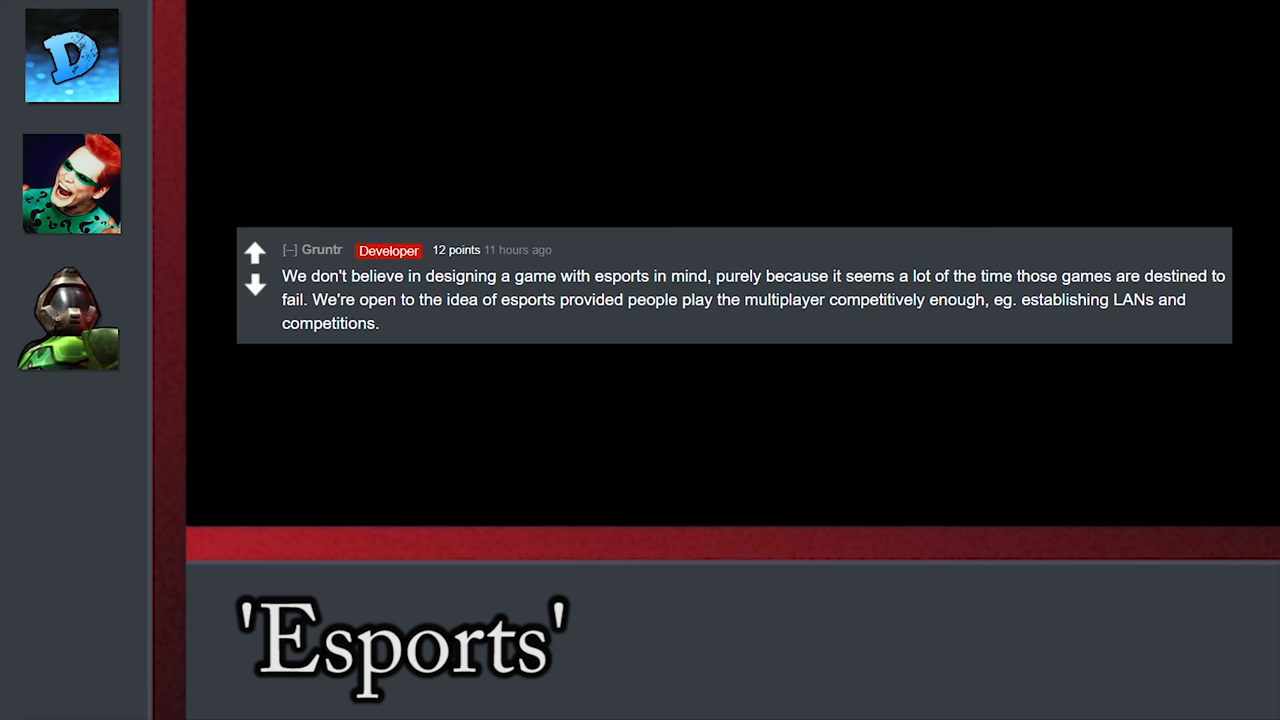 D
[–] Gruntr Developer 12 points 11 hours ago
We don't believe in designing a game with esports in mind, purely because it seems a lot of the time those games are destined to
fail. We're open to the idea of esports provided people play the multiplayer competitively enough, eg. establishing LANs and
competitions.
'Esports'